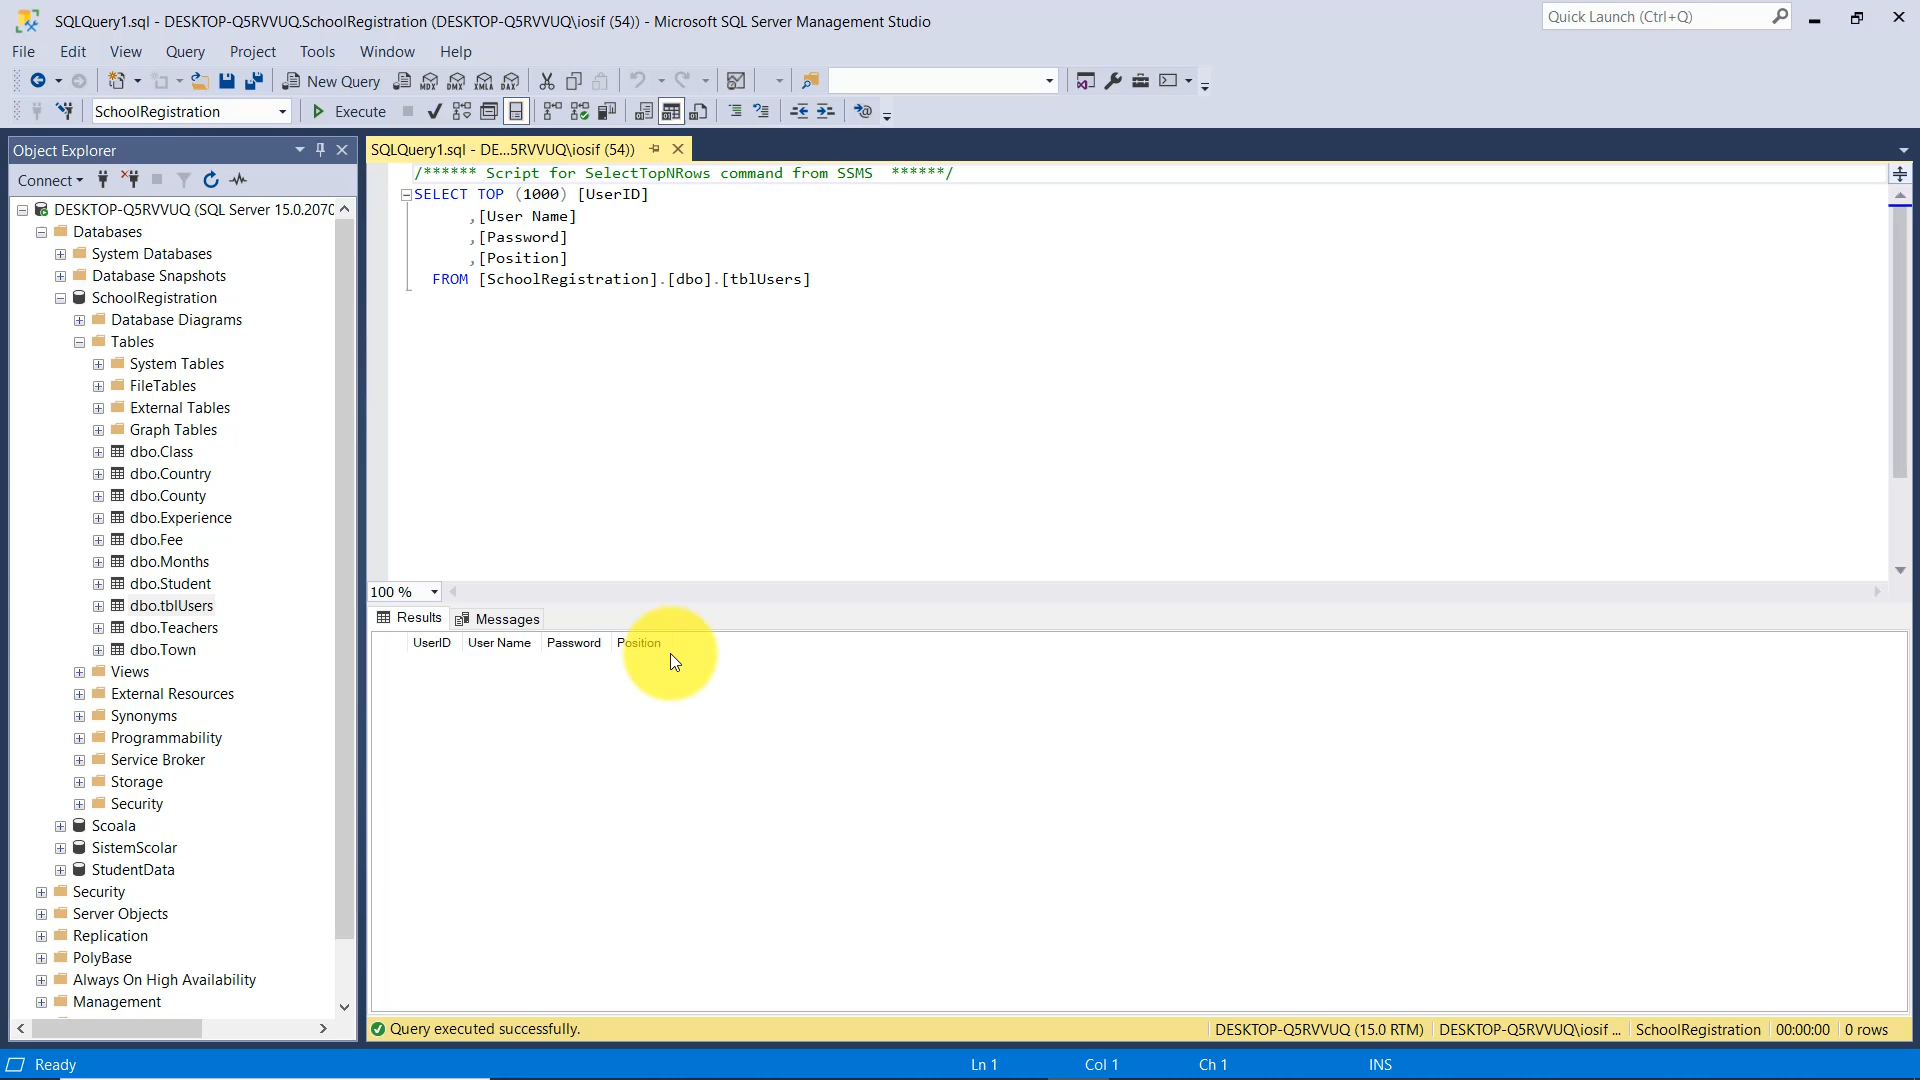 SQLQuery1.sql - DESKTOP-Q5RVVUQ.SchoolRegistration (DESKTOP-Q5RVVUQ\iosif (54)) - Microsoft SQL Server Management Studio
Quick Launch (Ctrl+Q)
File Edit View Query Project Tools Window Help
New Query MDX DMX XMLA DAX
SchoolRegistration Execute
Object Explorer
Connect
DESKTOP-Q5RVVUQ (SQL Server 15.0.2070
Databases
System Databases
Database Snapshots
SchoolRegistration
Database Diagrams
Tables
System Tables
FileTables
External Tables
Graph Tables
dbo.Class
dbo.Country
dbo.County
dbo.Experience
dbo.Fee
dbo.Months
dbo.Student
dbo.tblUsers
dbo.Teachers
dbo.Town
Views
External Resources
Synonyms
Programmability
Service Broker
Storage
Security
Scoala
SistemScolar
StudentData
Security
Server Objects
Replication
PolyBase
Always On High Availability
Management
SQLQuery1.sql - DE...5RVVUQ\iosif (54))
/****** Script for SelectTopNRows command from SSMS ******/
SELECT TOP (1000) [UserID]
,[User Name]
,[Password]
,[Position]
FROM [SchoolRegistration].[dbo].[tblUsers]
100 %
Results Messages
UserID User Name Password Position
Query executed successfully. DESKTOP-Q5RVVUQ (15.0 RTM) DESKTOP-Q5RVVUQ\iosif ... SchoolRegistration 00:00:00 0 rows
Ready Ln 1 Col 1 Ch 1 INS